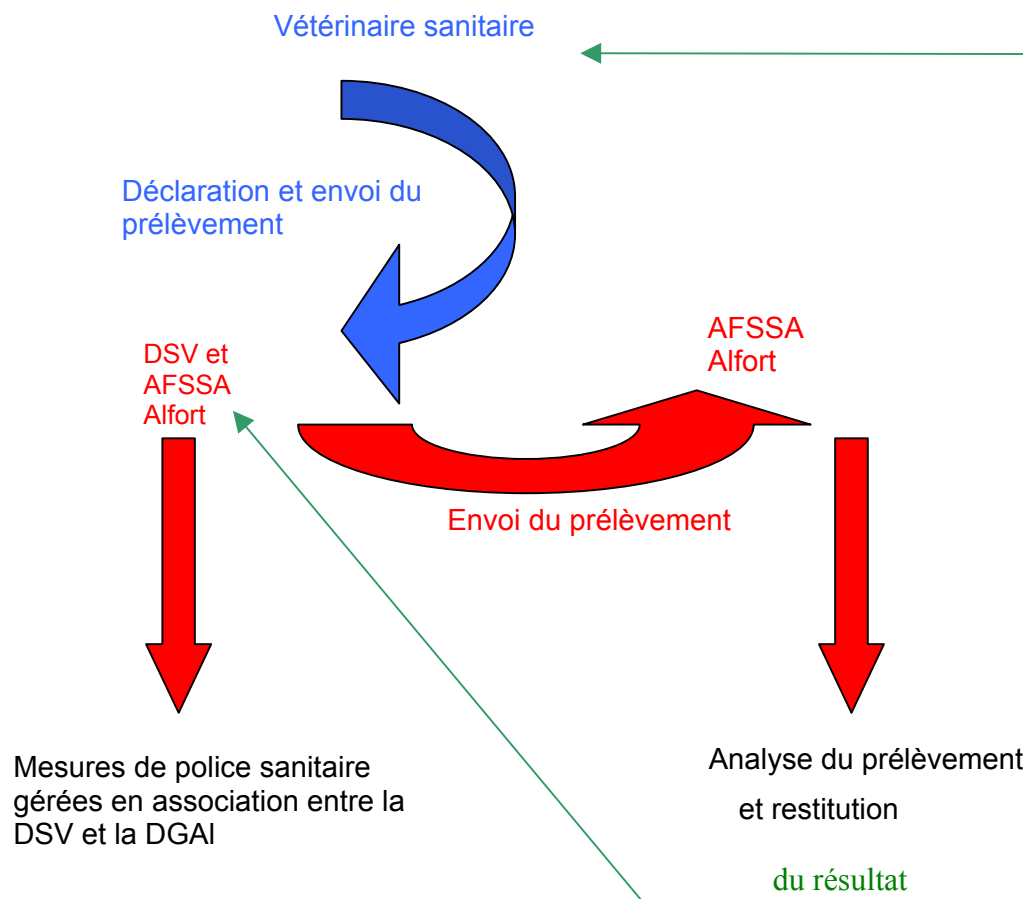 Vétérinaire sanitaire
Déclaration et envoi du
prélèvement
DSV et
AFSSA
Alfort
AFSSA
Alfort
Envoi du prélèvement
Mesures de police sanitaire
gérées en association entre la
DSV et la DGAl
Analyse du prélèvement
et restitution
du résultat